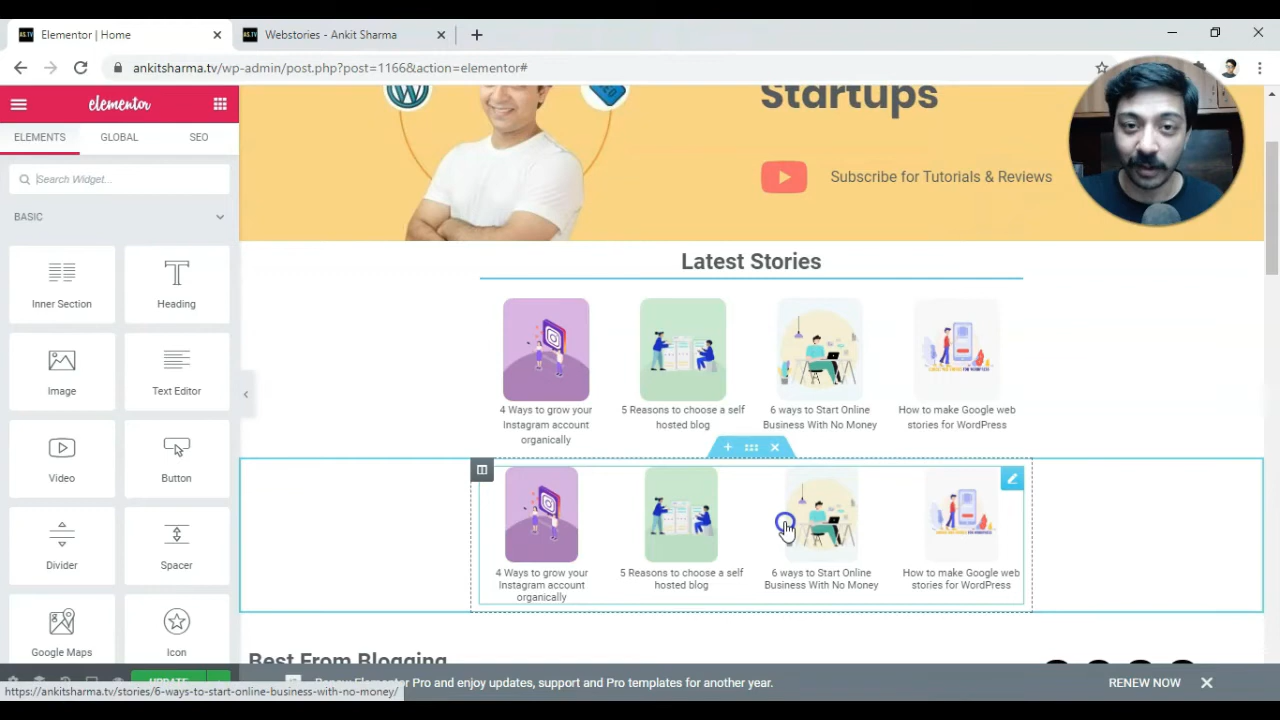 Elementor | Home
Webstories - Ankit Sharma
ankitsharma.tv/wp-admin/post.php?post=1166&action=elementor#
elementor
ELEMENTS
GLOBAL
SEO
Search Widget...
BASIC
Inner Section
Heading
Image
Text Editor
Video
Button
Divider
Spacer
Google Maps
Icon
UPDATE
Startups
Subscribe for Tutorials & Reviews
Latest Stories
4 Ways to grow your
Instagram account
organically
5 Reasons to choose a self
hosted blog
6 ways to Start Online
Business With No Money
How to make Google web
stories for WordPress
4 Ways to grow your
Instagram account
organically
5 Reasons to choose a self
hosted blog
6 ways to Start Online
Business With No Money
How to make Google web
stories for WordPress
Best From Blogging
Renew Elementor Pro and enjoy updates, support and Pro templates for another year.
RENEW NOW
https://ankitsharma.tv/stories/6-ways-to-start-online-business-with-no-money/